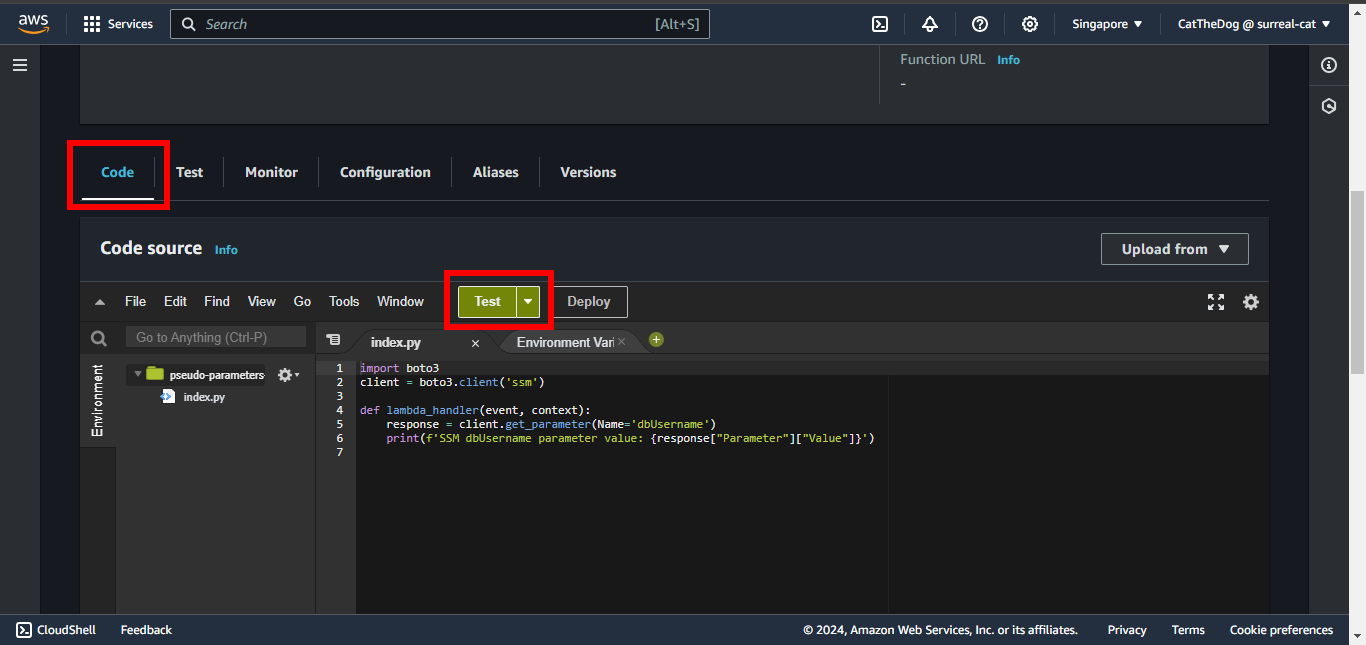 aws Services Search [Alt+S] Singapore CatTheDog @ surreal-cat
Function URL Info
-
Code Test Monitor Configuration Aliases Versions
Code source Info Upload from
File Edit Find View Go Tools Window Test Deploy
Go to Anything (Ctrl-P) index.py Environment Vari
Environment
pseudo-parameters
index.py
1 import boto3
2 client = boto3.client('ssm')
3
4 def lambda_handler(event, context):
5 response = client.get_parameter(Name='dbUsername')
6 print(f'SSM dbUsername parameter value: {response["Parameter"]["Value"]}')
7
CloudShell Feedback © 2024, Amazon Web Services, Inc. or its affiliates. Privacy Terms Cookie preferences